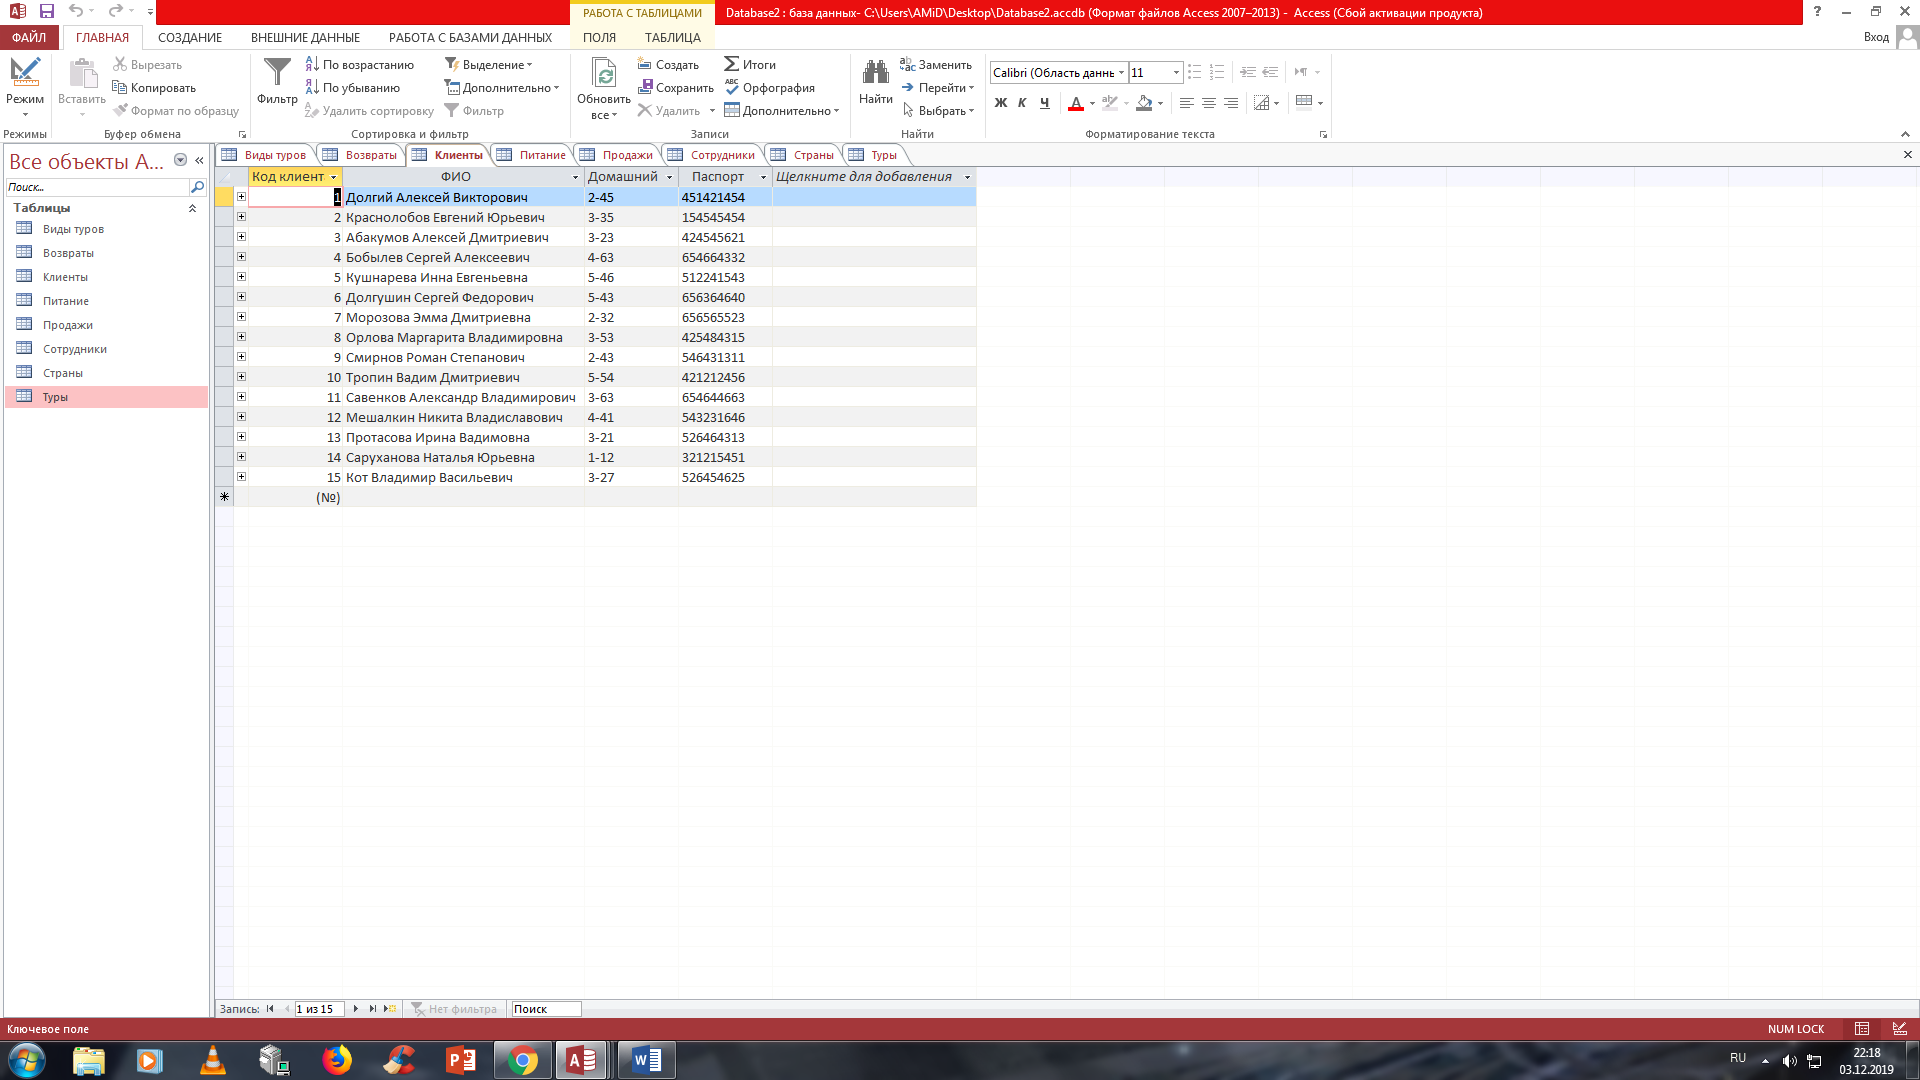 РАБОТА С ТАБЛИЦАМИ
Database2 : база данных- C:\Users\AMiD\Desktop\Database2.accdb (Формат файлов Access 2007–2013) - Access (Сбой активации продукта)
ФАЙЛ ГЛАВНАЯ СОЗДАНИЕ ВНЕШНИЕ ДАННЫЕ РАБОТА С БАЗАМИ ДАННЫХ ПОЛЯ ТАБЛИЦА Вход
Режим
Режимы
Вставить
Вырезать
Копировать
Формат по образцу
Буфер обмена
Фильтр
По возрастанию
По убыванию
Удалить сортировку
Выделение
Дополнительно
Фильтр
Сортировка и фильтр
Обновить
все
Создать
Сохранить
Удалить
Итоги
Орфография
Дополнительно
Записи
Найти
Заменить
Перейти
Выбрать
Найти
Calibri (Область данн 11
Ж К Ч
Форматирование текста
Все объекты A...
Поиск...
Таблицы
Виды туров
Возвраты
Клиенты
Питание
Продажи
Сотрудники
Страны
Туры
Виды туров Возвраты Клиенты Питание Продажи Сотрудники Страны Туры
Код клиент ФИО Домашний Паспорт Щелкните для добавления
1 Долгий Алексей Викторович 2-45 451421454
2 Краснолобов Евгений Юрьевич 3-35 154545454
3 Абакумов Алексей Дмитриевич 3-23 424545621
4 Бобылев Сергей Алексеевич 4-63 654664332
5 Кушнарева Инна Евгеньевна 5-46 512241543
6 Долгушин Сергей Федорович 5-43 656364640
7 Морозова Эмма Дмитриевна 2-32 656565523
8 Орлова Маргарита Владимировна 3-53 425484315
9 Смирнов Роман Степанович 2-43 546431311
10 Тропин Вадим Дмитриевич 5-54 421212456
11 Савенков Александр Владимирович 3-63 654644663
12 Мешалкин Никита Владиславович 4-41 543231646
13 Протасова Ирина Вадимовна 3-21 526464313
14 Саруханова Наталья Юрьевна 1-12 321215451
15 Кот Владимир Васильевич 3-27 526454625
(№)
Запись: 1 из 15 Нет фильтра Поиск
Ключевое поле NUM LOCK
RU 22:18
03.12.2019